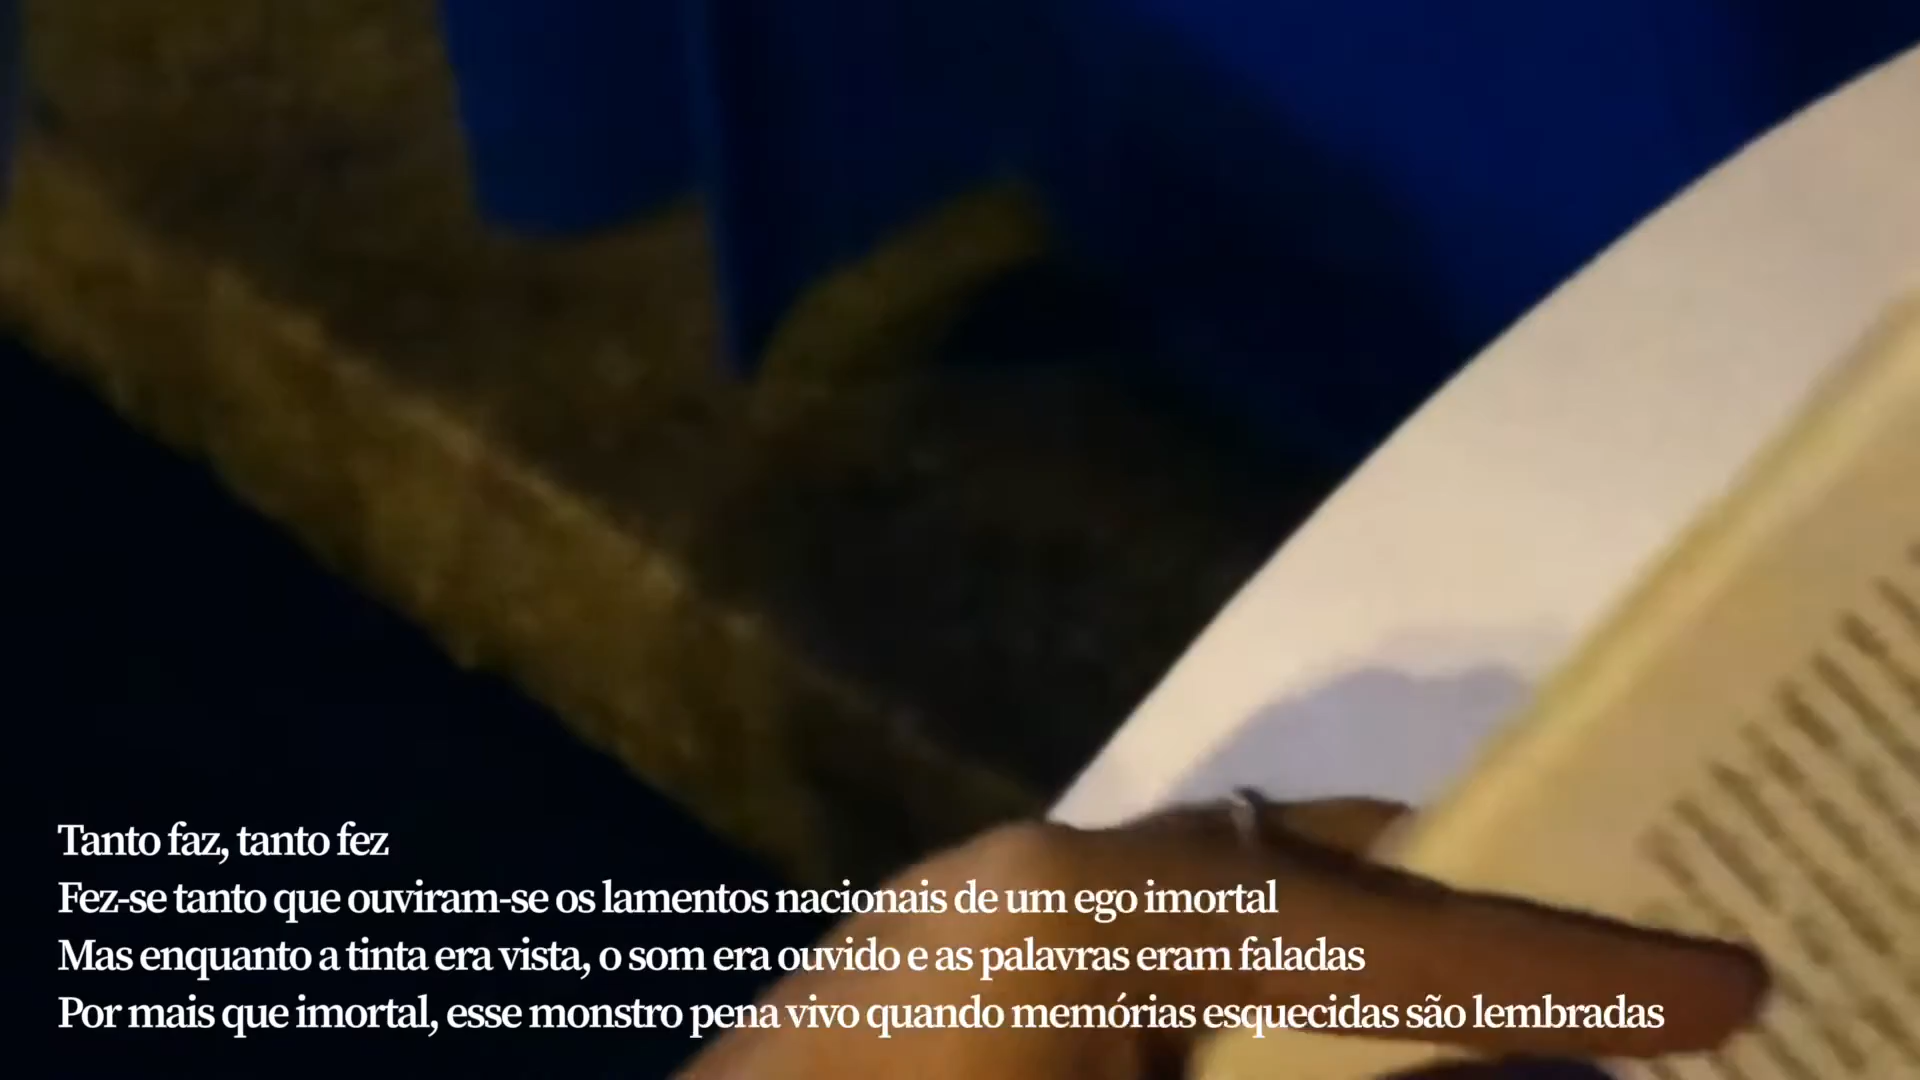 Tanto faz, tanto fez
Fez-se tanto que ouviram-se os lamentos nacionais de um ego imortal
Mas enquanto a tinta era vista, o som era ouvido e as palavras eram faladas
Por mais que imortal, esse monstro pena vivo quando memórias esquecidas são lembradas